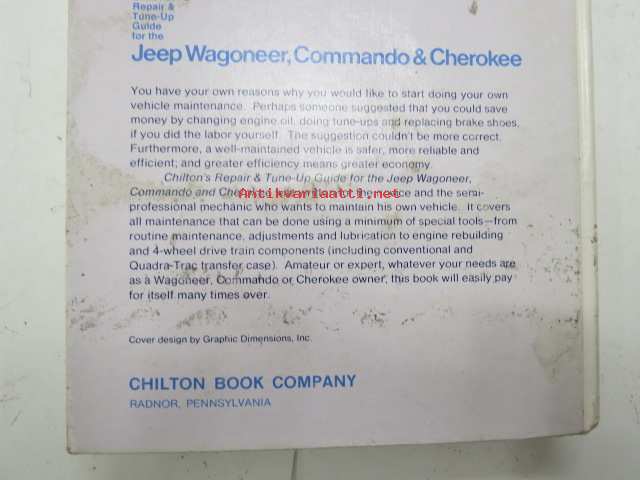 Repair &
Tune-Up
Guide
for the
Jeep Wagoneer, Commando & Cherokee
You have your own reasons why you would like to start doing your own
vehicle maintenance. Perhaps someone suggested that you could save
money by changing engine oil, doing tune-ups and replacing brake shoes,
if you did the labor yourself. The suggestion couldn't be more correct.
Furthermore, a well-maintained vehicle is safer, more reliable and
efficient; and greater efficiency means greater economy.
Chilton's Repair & Tune-Up Guide for the Jeep Wagoneer,
Commando and and the semi-
Antikvariaatti.net
professional mechanic who wants to maintain his own vehicle. It covers
all maintenance that can be done using a minimum of special tools—from
routine maintenance, adjustments and lubrication to engine rebuilding
and 4-wheel drive train components (including conventional and
Quadra-Trac transfer case). Amateur or expert, whatever your needs are
as a Wagoneer, Commando or Cherokee owner, this book will easily pay
for itself many times over.
Cover design by Graphic Dimensions, Inc.
CHILTON BOOK COMPANY
RADNOR, PENNSYLVANIA